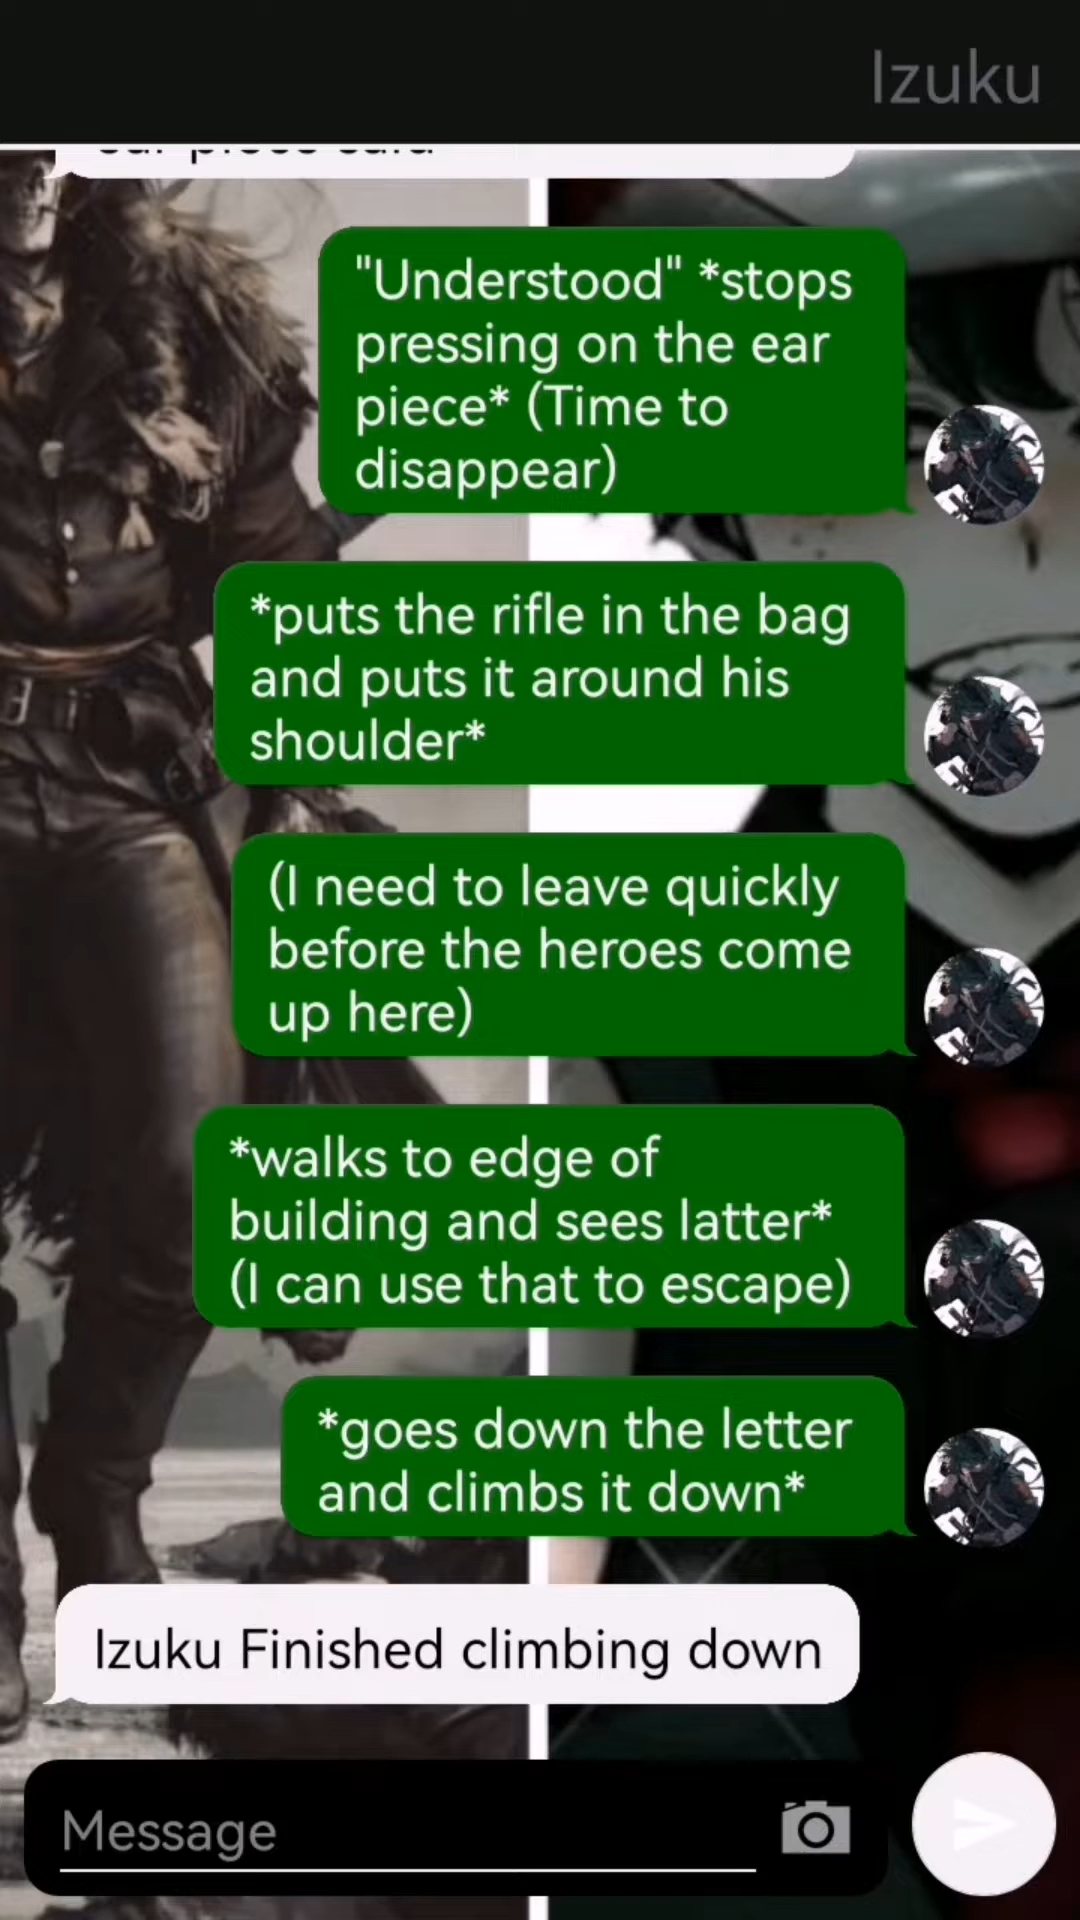 Izuku
"Understood" *stops
pressing on the ear
piece* (Time to
disappear)
*puts the rifle in the bag
and puts it around his
shoulder*
(I need to leave quickly
before the heroes come
up here)
*walks to edge of
building and sees latter*
(I can use that to escape)
*goes down the letter
and climbs it down*
Izuku Finished climbing down
Message